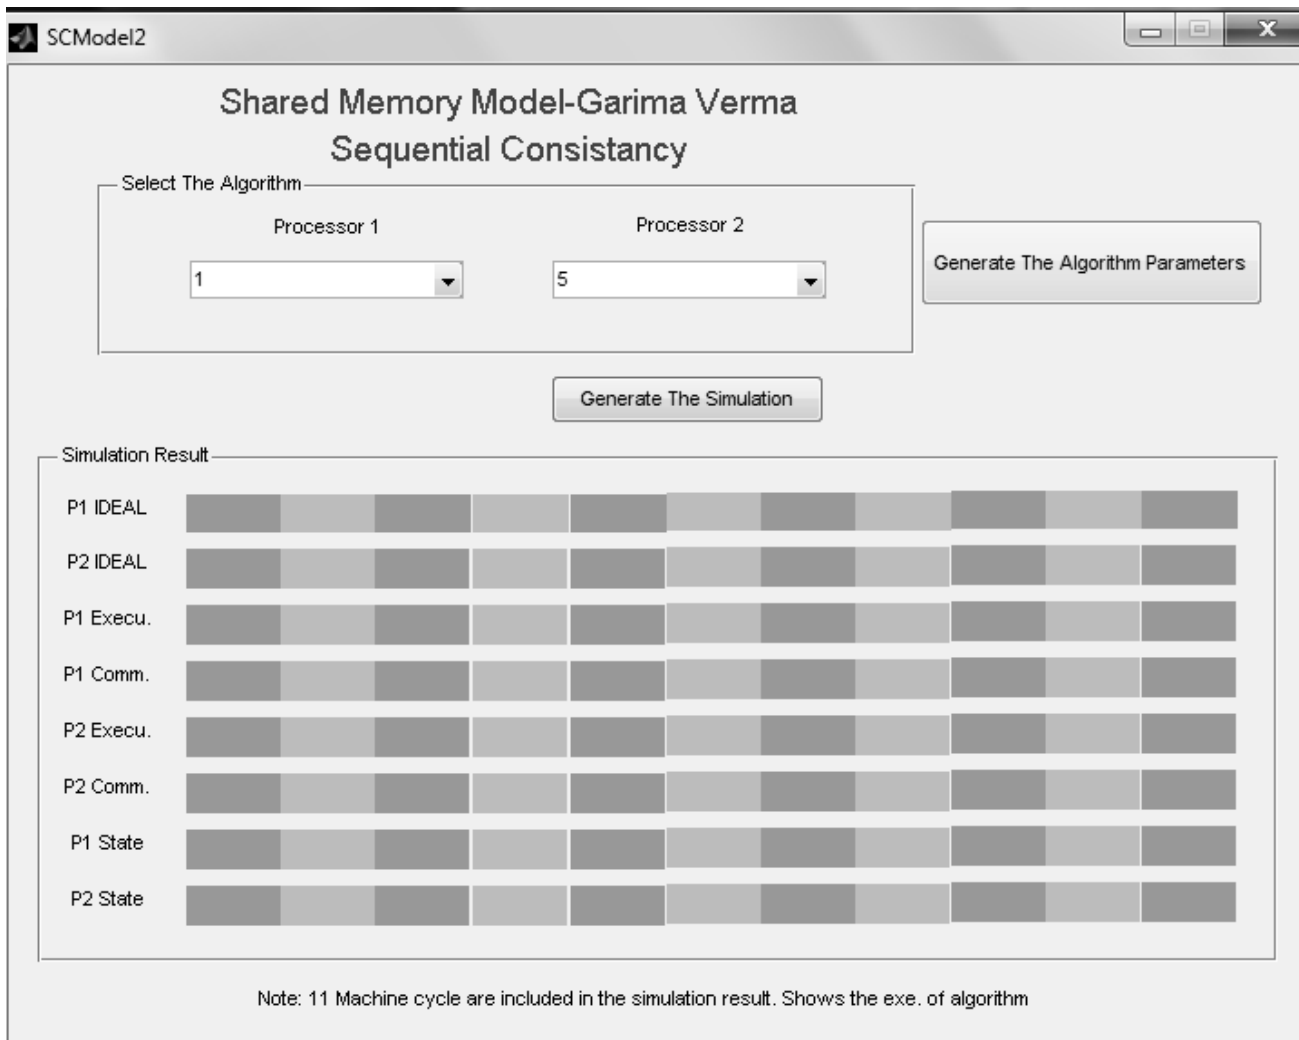 SCModel2
Shared Memory Model-Garima Verma
Sequential Consistancy
Select The Algorithm
Processor 1
Processor 2
1
5
Generate The Algorithm Parameters
Generate The Simulation
Simulation Result
P1 IDEAL
P2 IDEAL
P1 Execu.
P1 Comm.
P2 Execu.
P2 Comm.
P1 State
P2 State
Note: 11 Machine cycle are included in the simulation result. Shows the exe. of algorithm